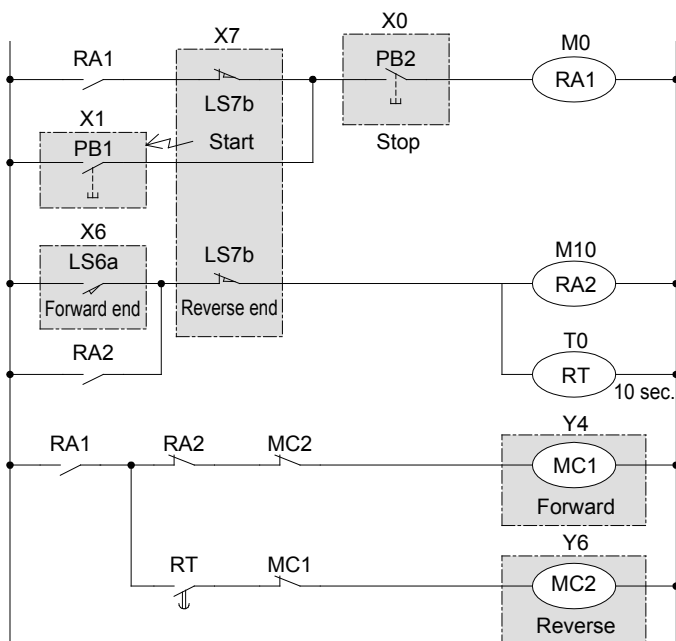 X7
X0
M0
RA1
PB2
RA1
LS7b
X1
PB1
Start
Stop
X6
LS6a
LS7b
M10
RA2
Forward end
Reverse end
RA2
T0
RT
10 sec.
RA1
RA2
MC2
Y4
MC1
Forward
RT
MC1
Y6
MC2
Reverse